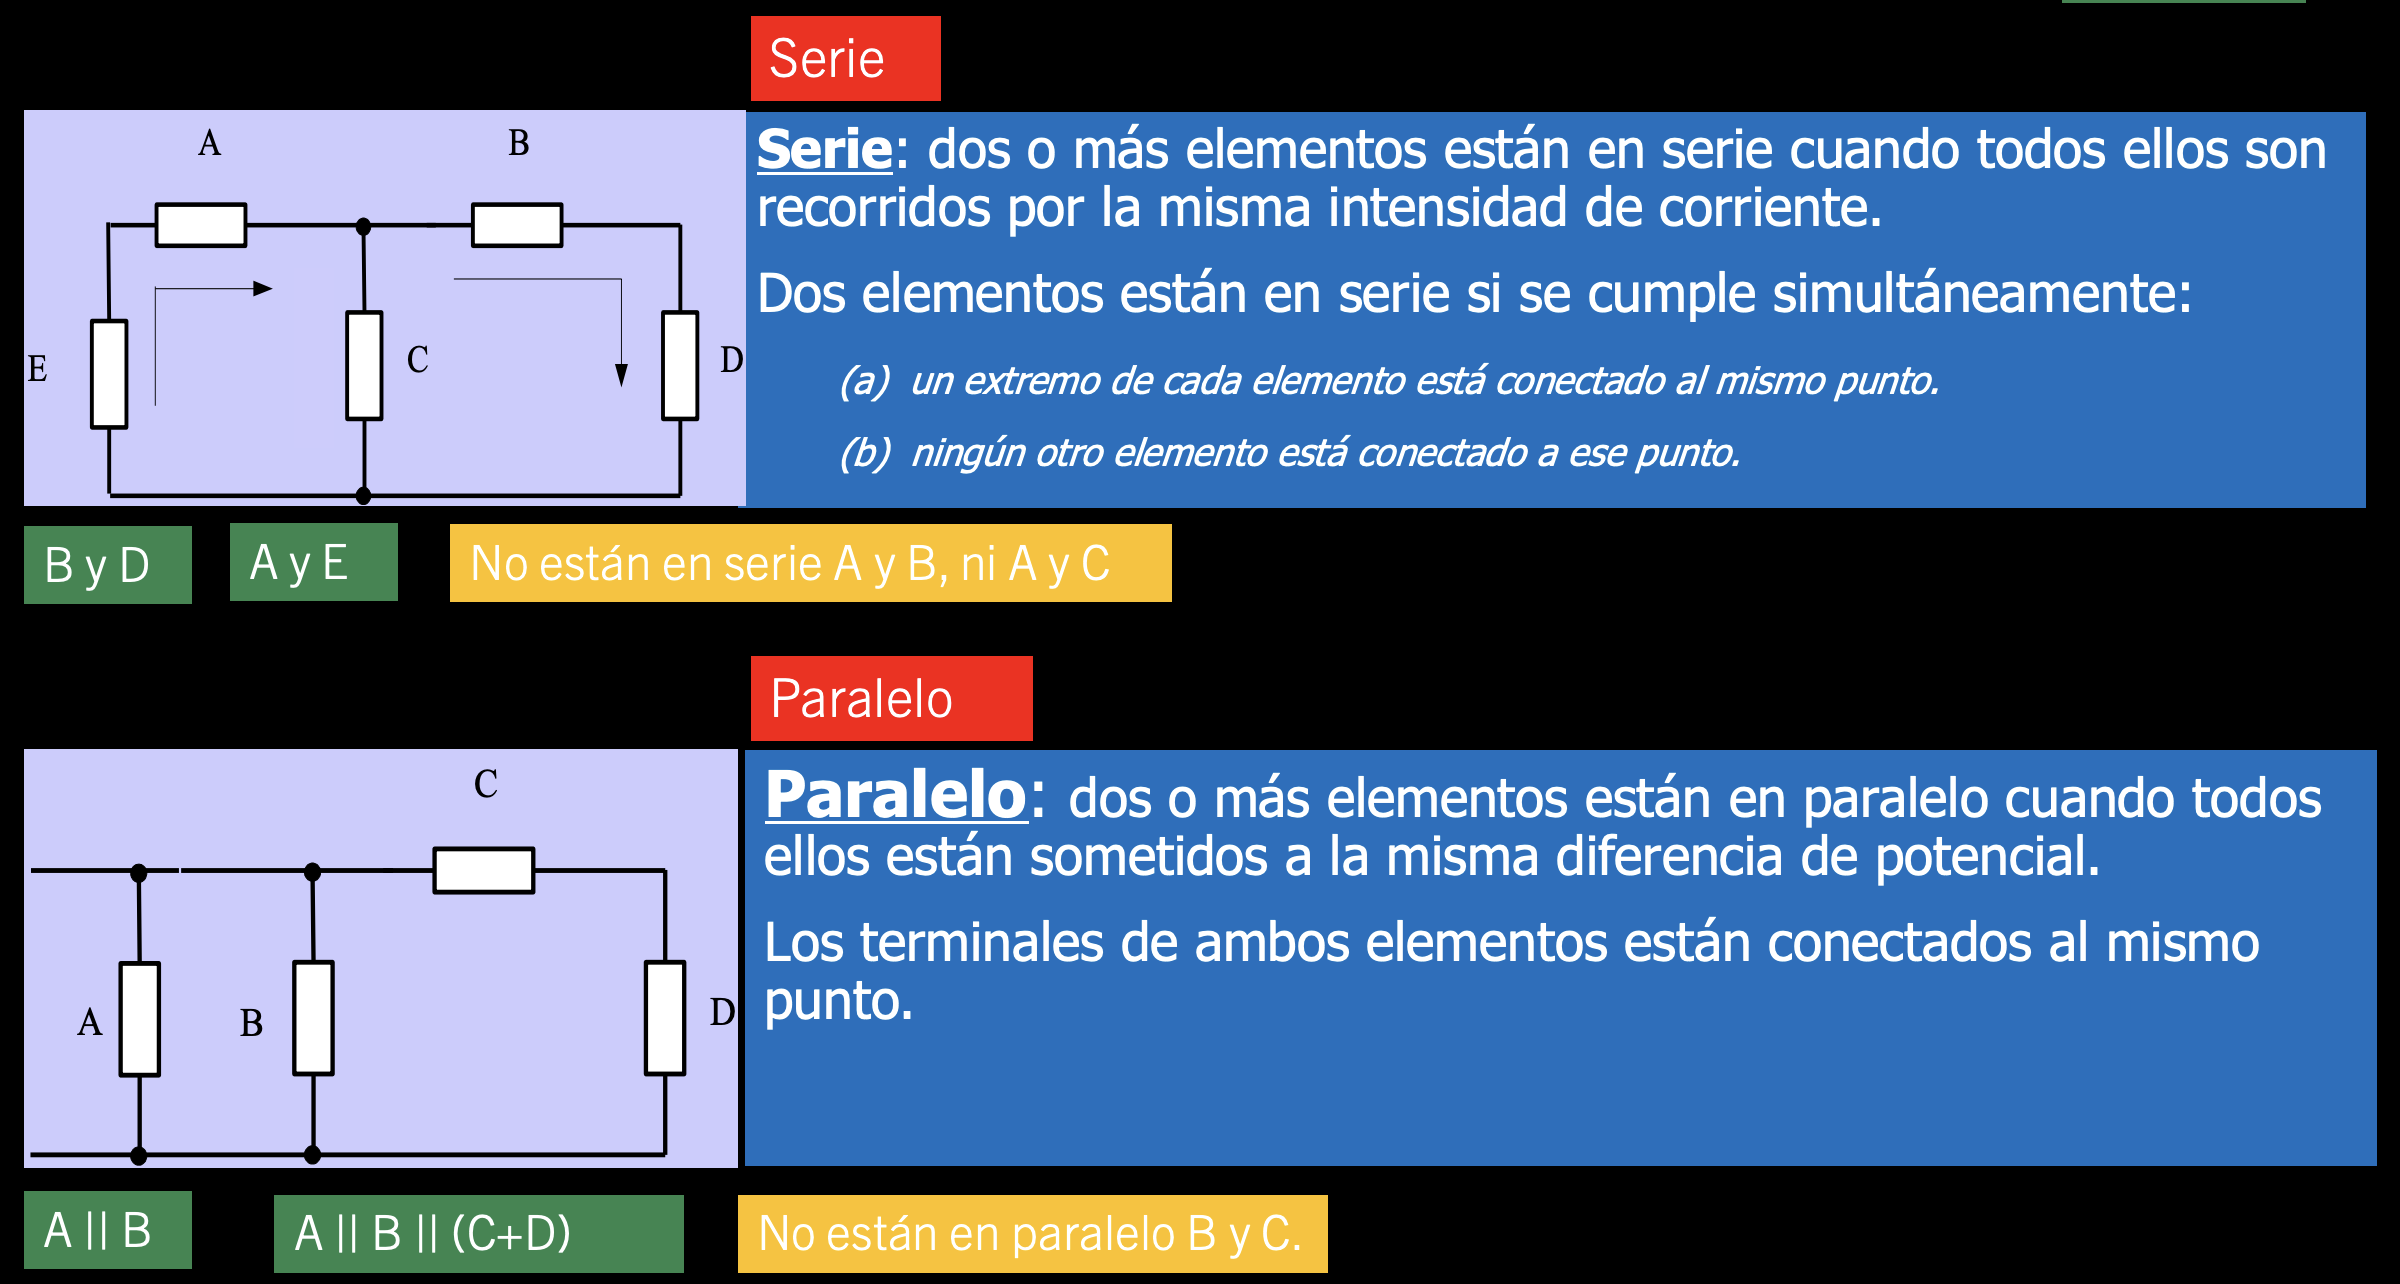 Serie
A
B
E
C
D
Serie: dos o más elementos están en serie cuando todos ellos son
recorridos por la misma intensidad de corriente.
Dos elementos están en serie si se cumple simultáneamente:
(a) un extremo de cada elemento está conectado al mismo punto.
(b) ningún otro elemento está conectado a ese punto.
B y D
A y E
No están en serie A y B, ni A y C
Paralelo
C
A
B
D
Paralelo: dos o más elementos están en paralelo cuando todos
ellos están sometidos a la misma diferencia de potencial.
Los terminales de ambos elementos están conectados al mismo
punto.
A || B
A || B || (C+D)
No están en paralelo B y C.